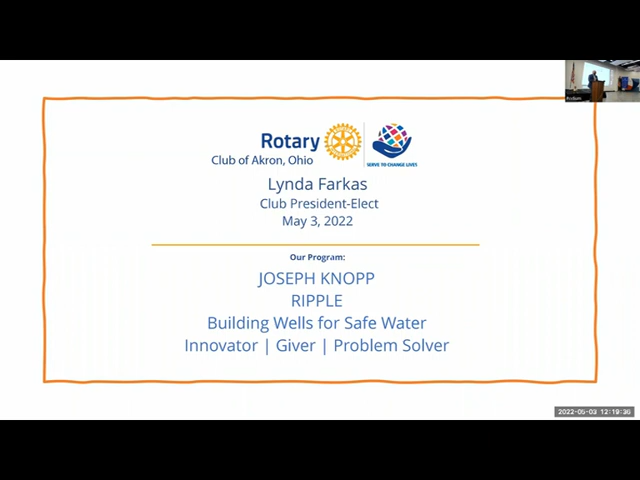 Rotary
Club of Akron, Ohio
SERVE TO CHANGE LIVES
Lynda Farkas
Club President-Elect
May 3, 2022
Our Program:
JOSEPH KNOPP
RIPPLE
Building Wells for Safe Water
Innovator | Giver | Problem Solver
2022-05-03 12:19:36